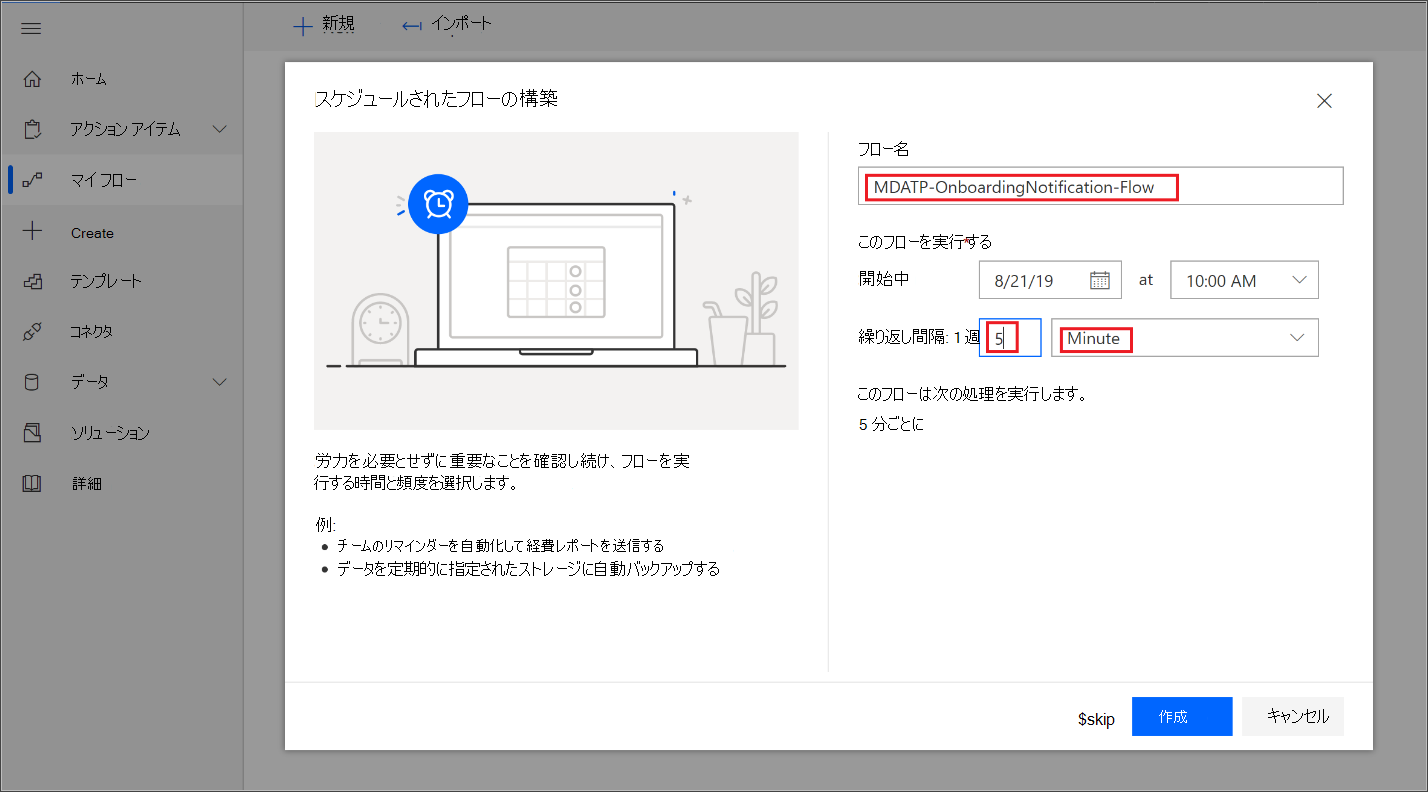 新規
インポート
ホーム
アクション アイテム
マイ フロー
Create
テンプレート
コネクタ
データ
ソリューション
詳細
スケジュールされたフローの構築
労力を必要とせずに重要なことを確認し続け、フローを実
行する時間と頻度を選択します。
例:
• チームのリマインダーを自動化して経費レポートを送信する
• データを定期的に指定されたストレージに自動バックアップする
フロー名
MDATP-OnboardingNotification-Flow
このフローを実行*する
開始中 8/21/19 at 10:00 AM
繰り返し間隔: 1 週 5 Minute
このフローは次の処理を実行します。
5 分ごとに
$skip 作成 キャンセル